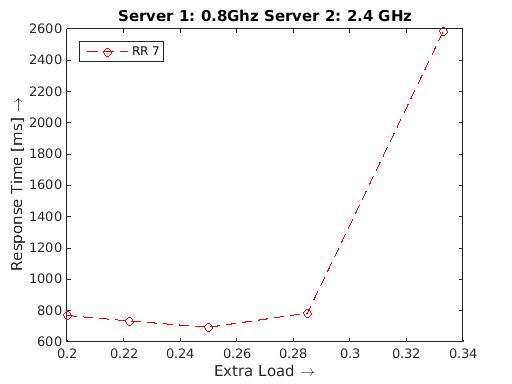 Server 1: 0.8Ghz Server 2: 2.4 GHz
RR 7
Response Time [ms] →
2600
2400
2200
2000
1800
1600
1400
1200
1000
800
600
0.2 0.22 0.24 0.26 0.28 0.3 0.32 0.34
Extra Load →